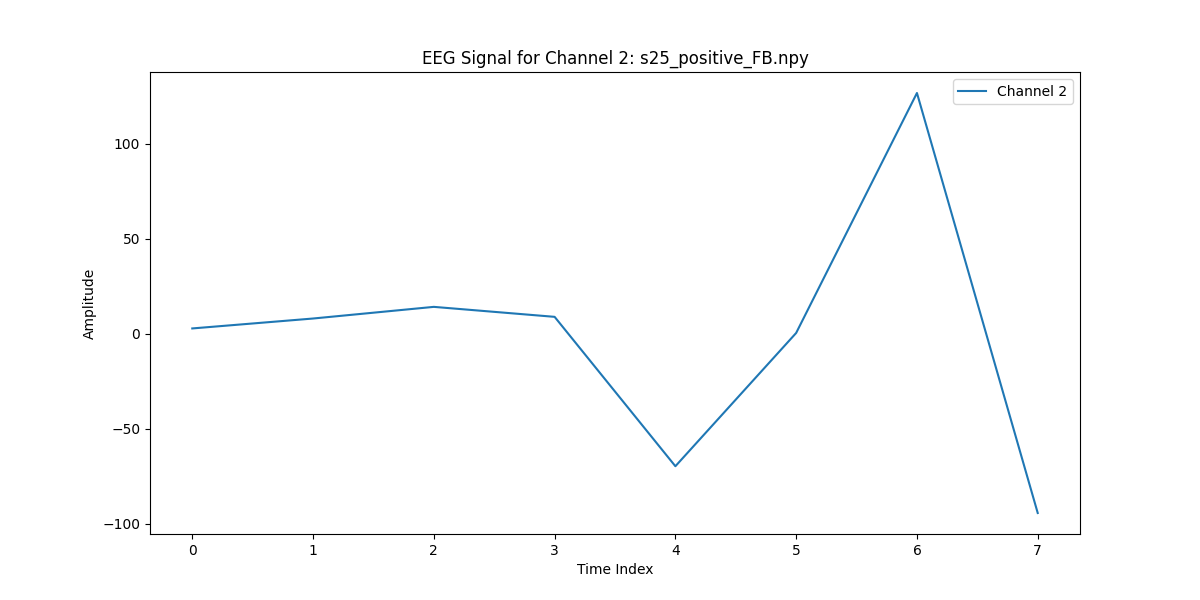 EEG Signal for Channel 2: s25_positive_FB.npy
Channel 2
100
50
0
−50
−100
Amplitude
0 1 2 3 4 5 6 7
Time Index